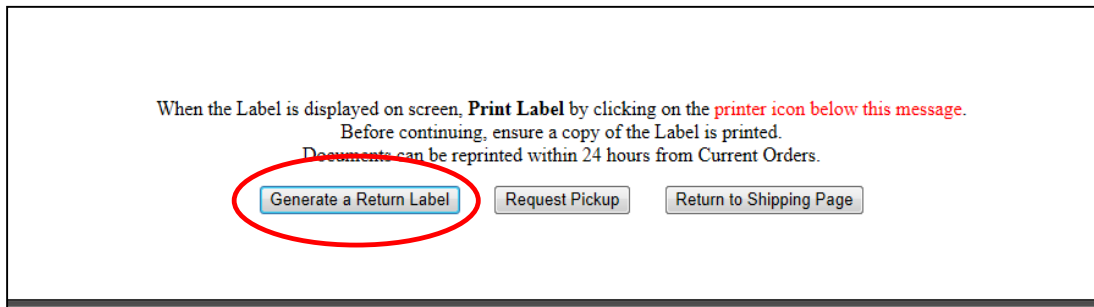 When the Label is displayed on screen, Print Label by clicking on the printer icon below this message.
Before continuing, ensure a copy of the Label is printed.
Documents can be reprinted within 24 hours from Current Orders.
Generate a Return Label Request Pickup Return to Shipping Page